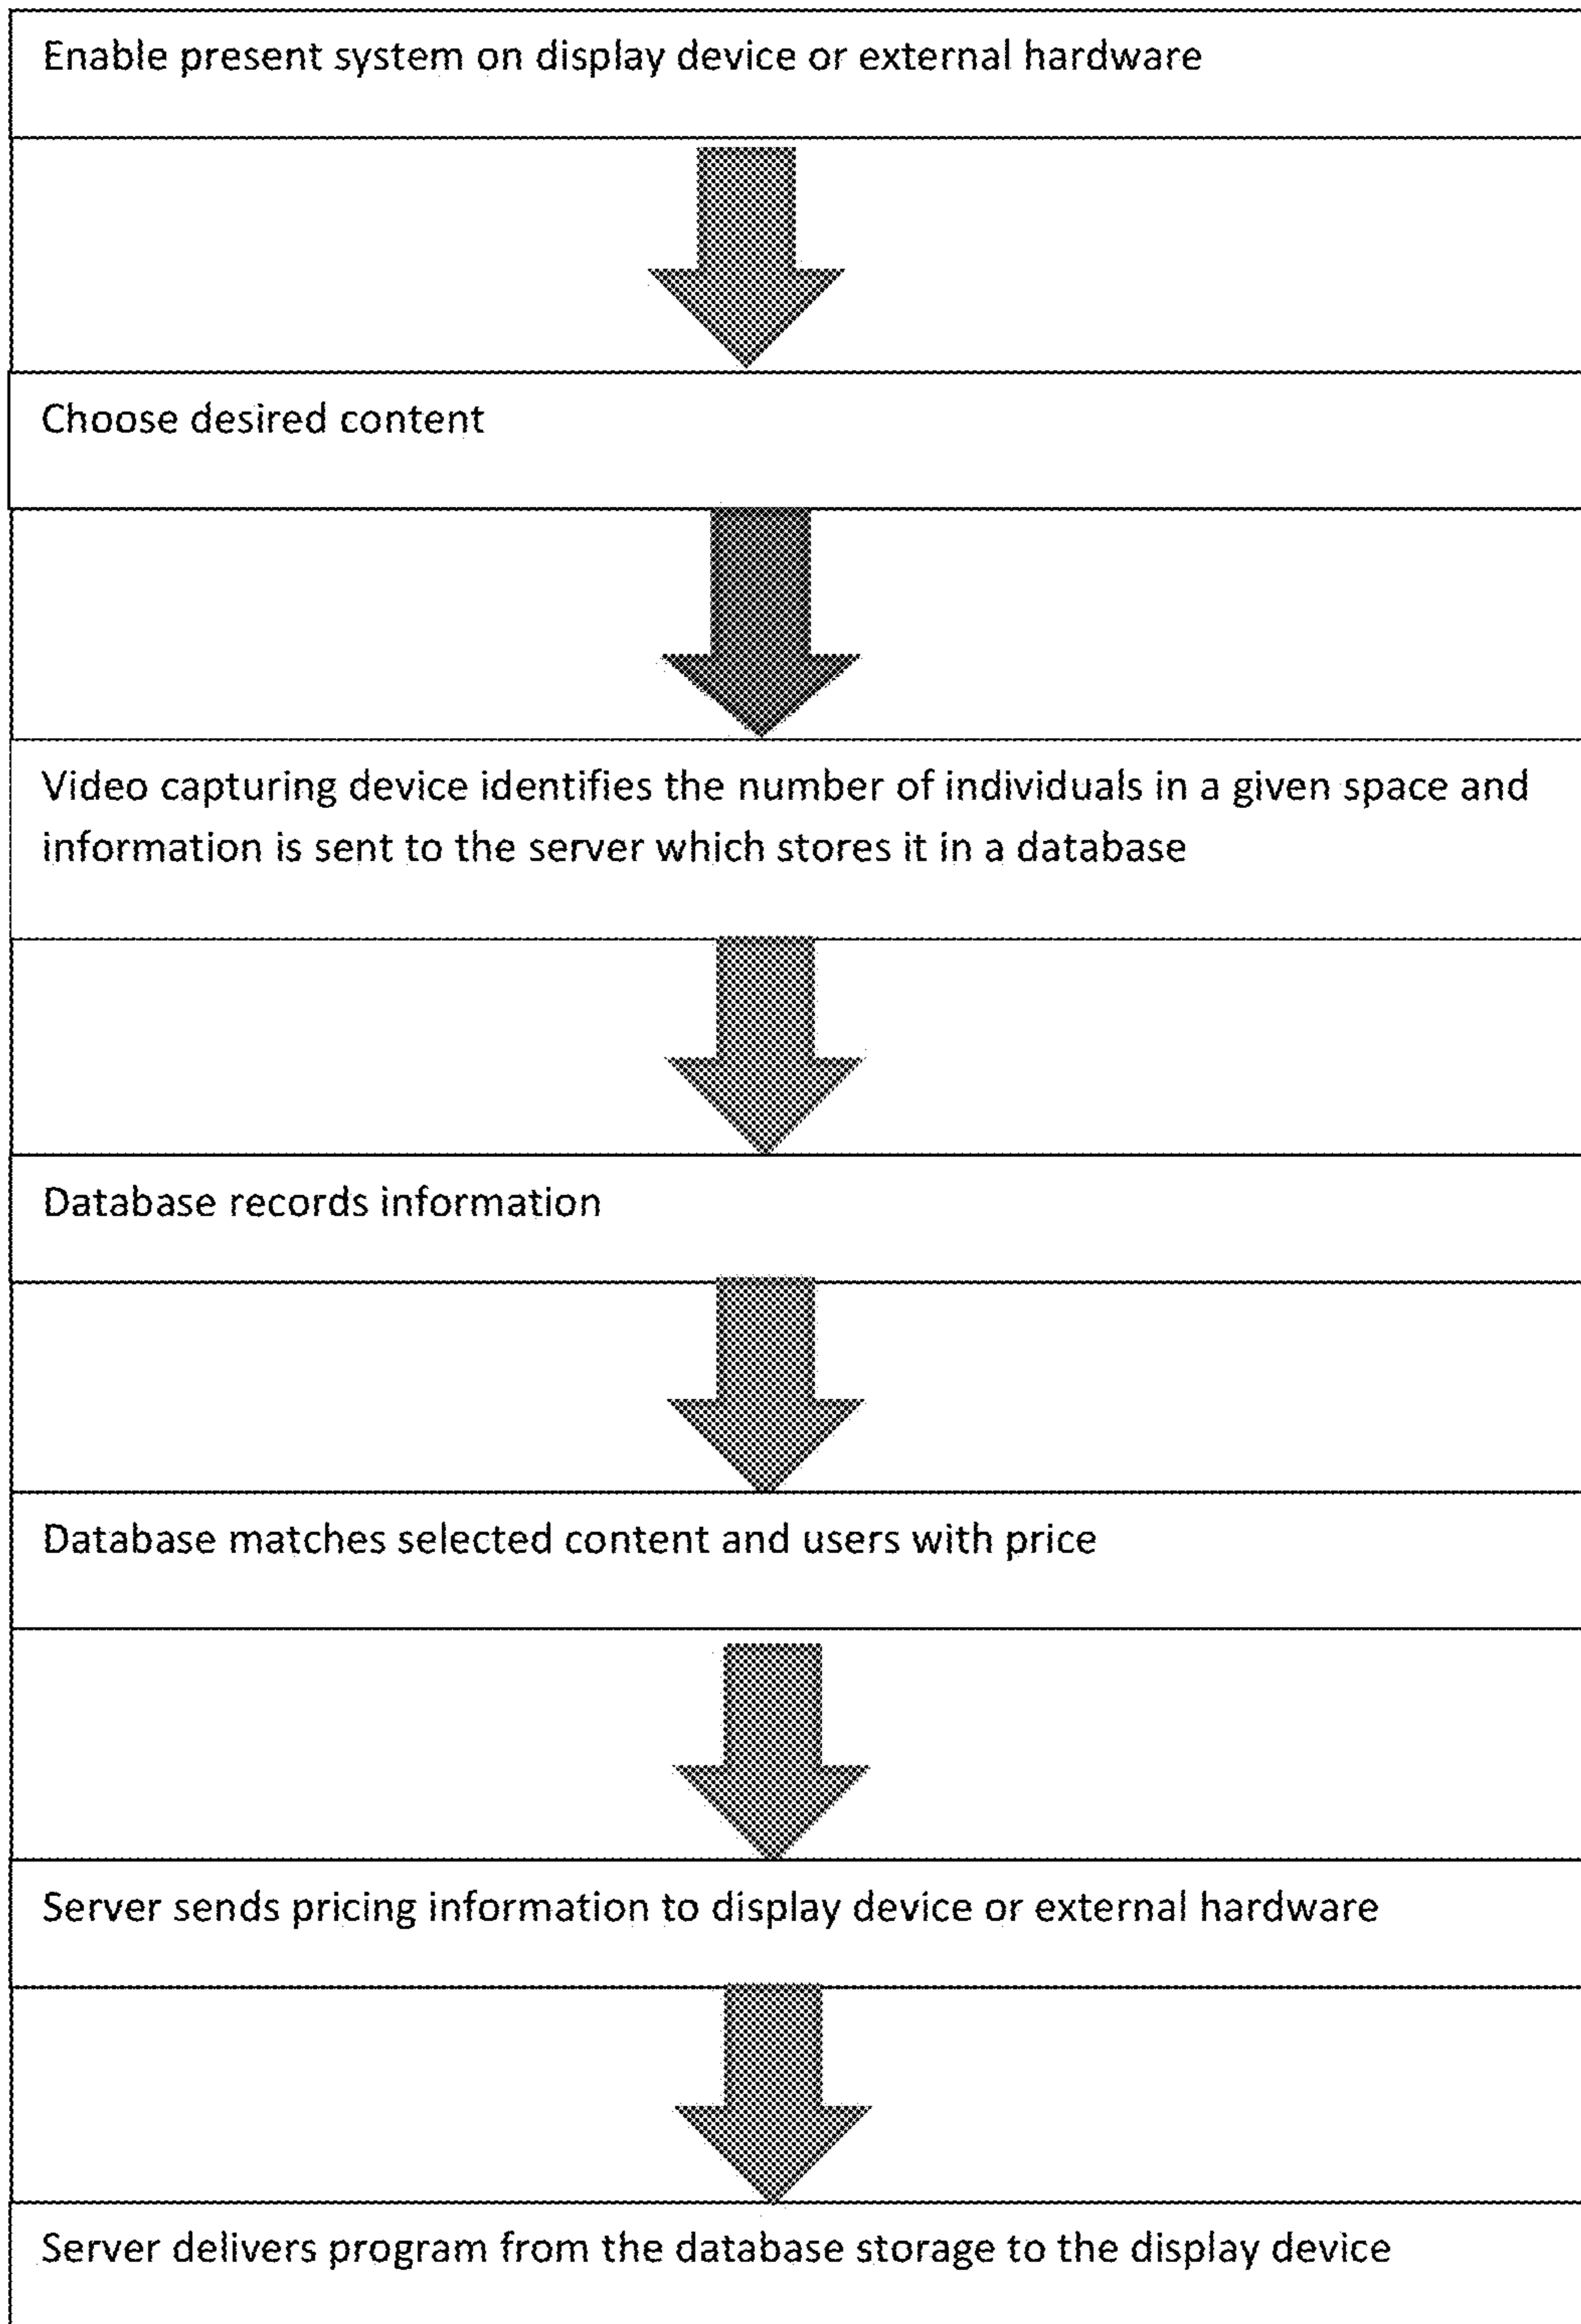 Enable present system on display device or external hardware
Choose desired content
Video capturing device identifies the number of individuals in a given space and
information is sent to the server which stores it in a database
Database records information
Database matches selected content and users with price
Server sends pricing information to display device or external hardware
Server delivers program from the database storage to the display device